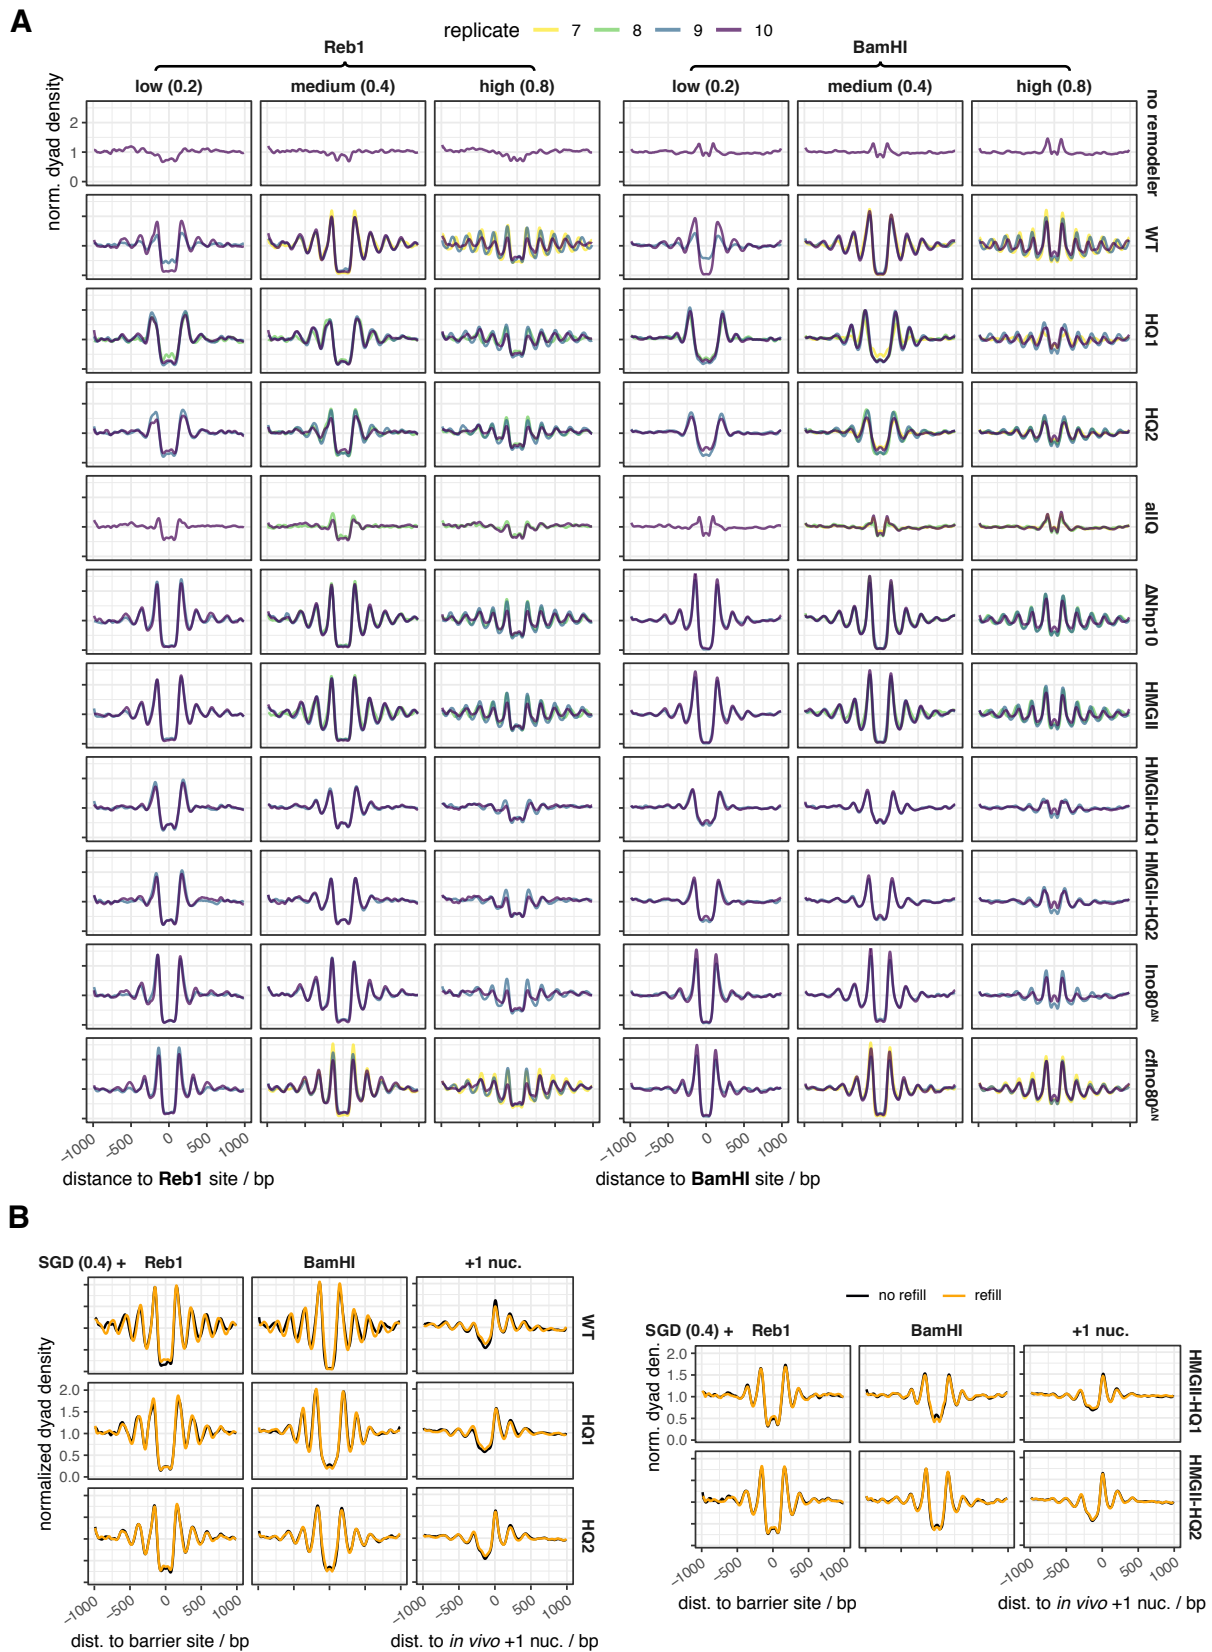 A
replicate 7 8 9 10
Reb1 BamHI
low (0.2) medium (0.4) high (0.8) low (0.2) medium (0.4) high (0.8)
norm. dyad density
2
1
0
no remodeler
WT
HQ1
HQ2
allQ
ΔNhp10
HMGII
HMGII-HQ1
HMGII-HQ2
Ino80ΔN
ctIno80ΔN
−1000 −500 0 500 1000 −1000 −500 0 500 1000
distance to Reb1 site / bp distance to BamHI site / bp
B
SGD (0.4) + Reb1 BamHI +1 nuc.
normalized dyad density
WT
2.0
1.5
1.0
0.5
0.0
HQ1
HQ2
−1000 −500 0 500 1000 −1000 −500 0 500 1000
dist. to barrier site / bp dist. to in vivo +1 nuc. / bp
no refill refill
SGD (0.4) + Reb1 BamHI +1 nuc.
norm. dyad den.
2.0
1.5
1.0
0.5
0.0
HMGII-HQ1
HMGII-HQ2
−1000 −500 0 500 1000 −1000 −500 0 500 1000
dist. to barrier site / bp dist. to in vivo +1 nuc. / bp